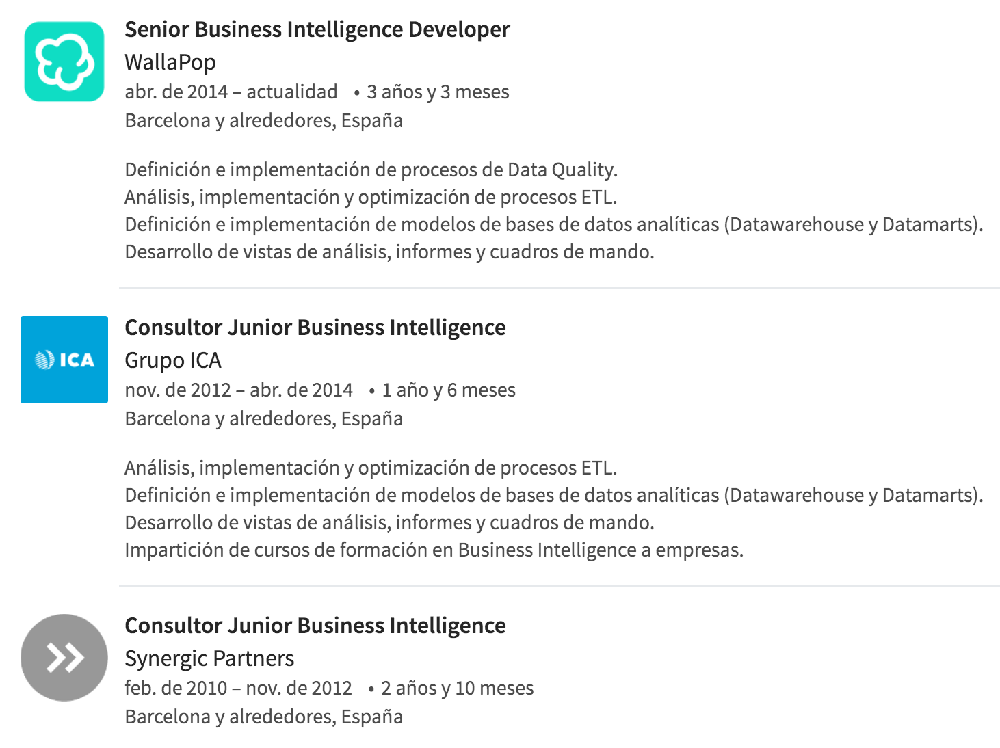 Senior Business Intelligence Developer
WallaPop
abr. de 2014 – actualidad • 3 años y 3 meses
Barcelona y alrededores, España
Definición e implementación de procesos de Data Quality.
Análisis, implementación y optimización de procesos ETL.
Definición e implementación de modelos de bases de datos analíticas (Datawarehouse y Datamarts).
Desarrollo de vistas de análisis, informes y cuadros de mando.
ICA
Consultor Junior Business Intelligence
Grupo ICA
nov. de 2012 – abr. de 2014 • 1 año y 6 meses
Barcelona y alrededores, España
Análisis, implementación y optimización de procesos ETL.
Definición e implementación de modelos de bases de datos analíticas (Datawarehouse y Datamarts).
Desarrollo de vistas de análisis, informes y cuadros de mando.
Impartición de cursos de formación en Business Intelligence a empresas.
Consultor Junior Business Intelligence
Synergic Partners
feb. de 2010 – nov. de 2012 • 2 años y 10 meses
Barcelona y alrededores, España